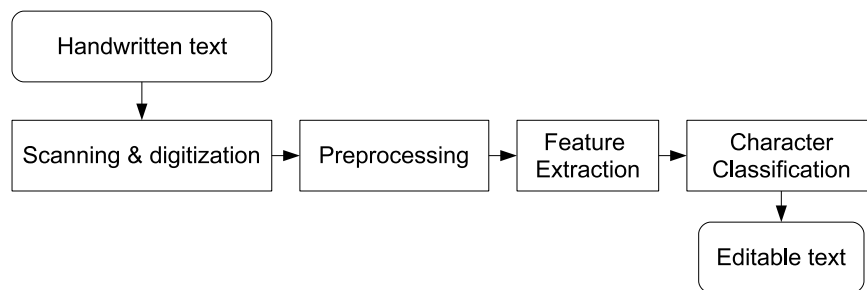 Handwritten text
Scanning & digitization
Preprocessing
Feature
Extraction
Character
Classification
Editable text